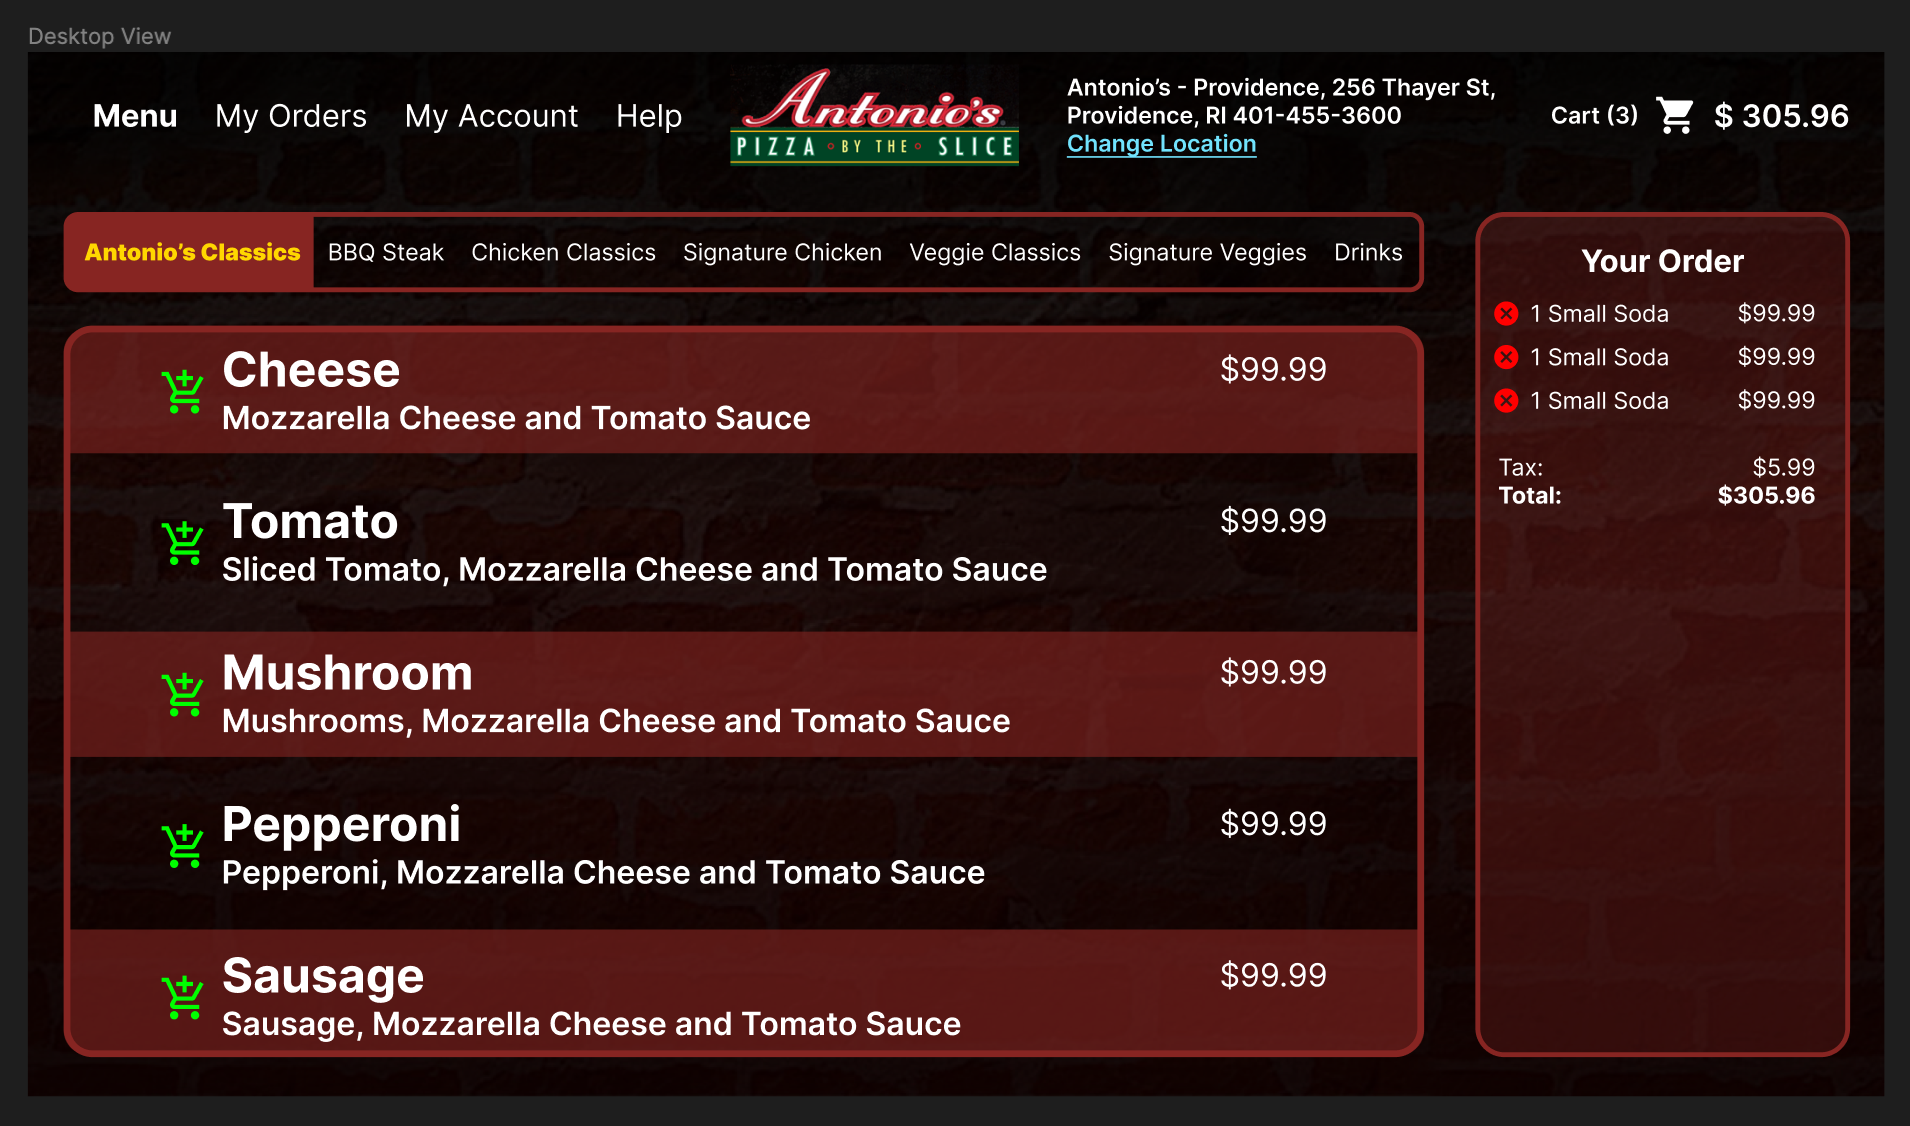 Desktop View
Menu My Orders My Account Help
Antonio's
PIZZA BY THE SLICE
Antonio’s - Providence, 256 Thayer St,
Providence, RI 401-455-3600
Change Location
Cart (3) $ 305.96
Antonio’s Classics BBQ Steak Chicken Classics Signature Chicken Veggie Classics Signature Veggies Drinks
Cheese $99.99
Mozzarella Cheese and Tomato Sauce
Tomato $99.99
Sliced Tomato, Mozzarella Cheese and Tomato Sauce
Mushroom $99.99
Mushrooms, Mozzarella Cheese and Tomato Sauce
Pepperoni $99.99
Pepperoni, Mozzarella Cheese and Tomato Sauce
Sausage $99.99
Sausage, Mozzarella Cheese and Tomato Sauce
Your Order
1 Small Soda $99.99
1 Small Soda $99.99
1 Small Soda $99.99
Tax: $5.99
Total: $305.96